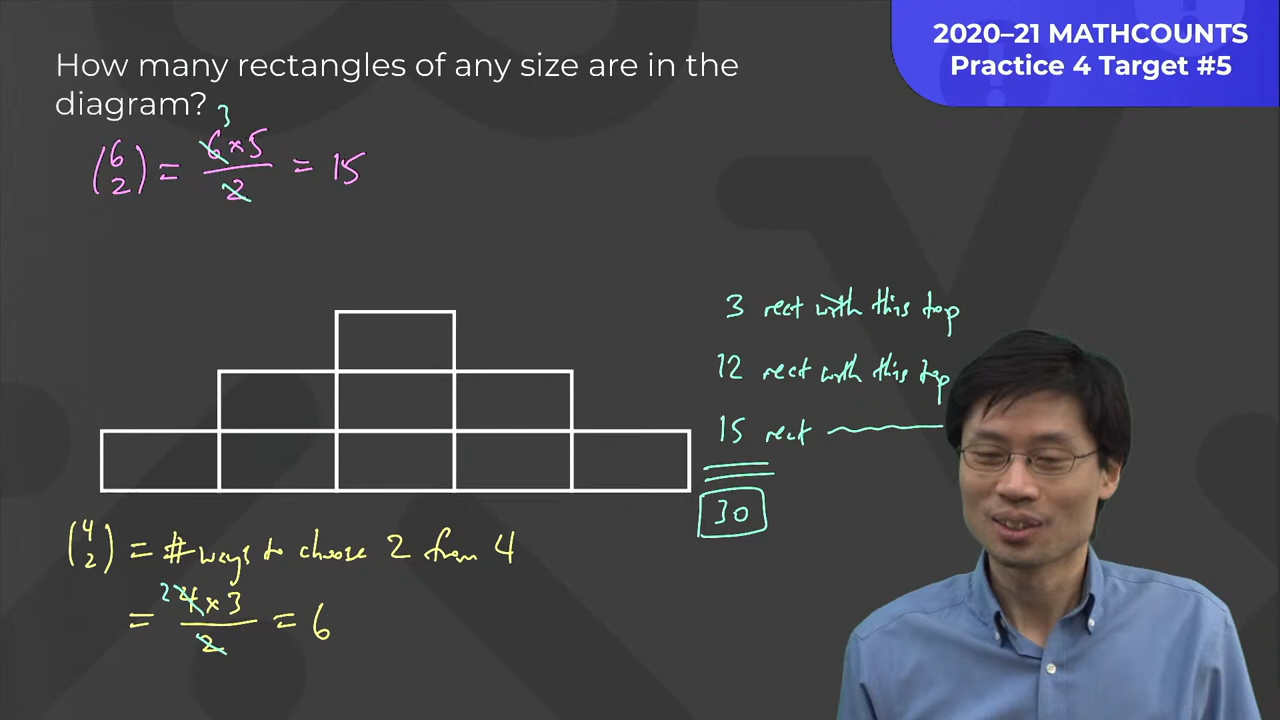 2020–21 MATHCOUNTS
Practice 4 Target #5
How many rectangles of any size are in the
diagram?
(6 2) = 6×5/2 = 15
3
3 rect with this top
12 rect with this top
15 rect
30
(4 2) = # ways to choose 2 from 4
= 4×3/2 = 6
2